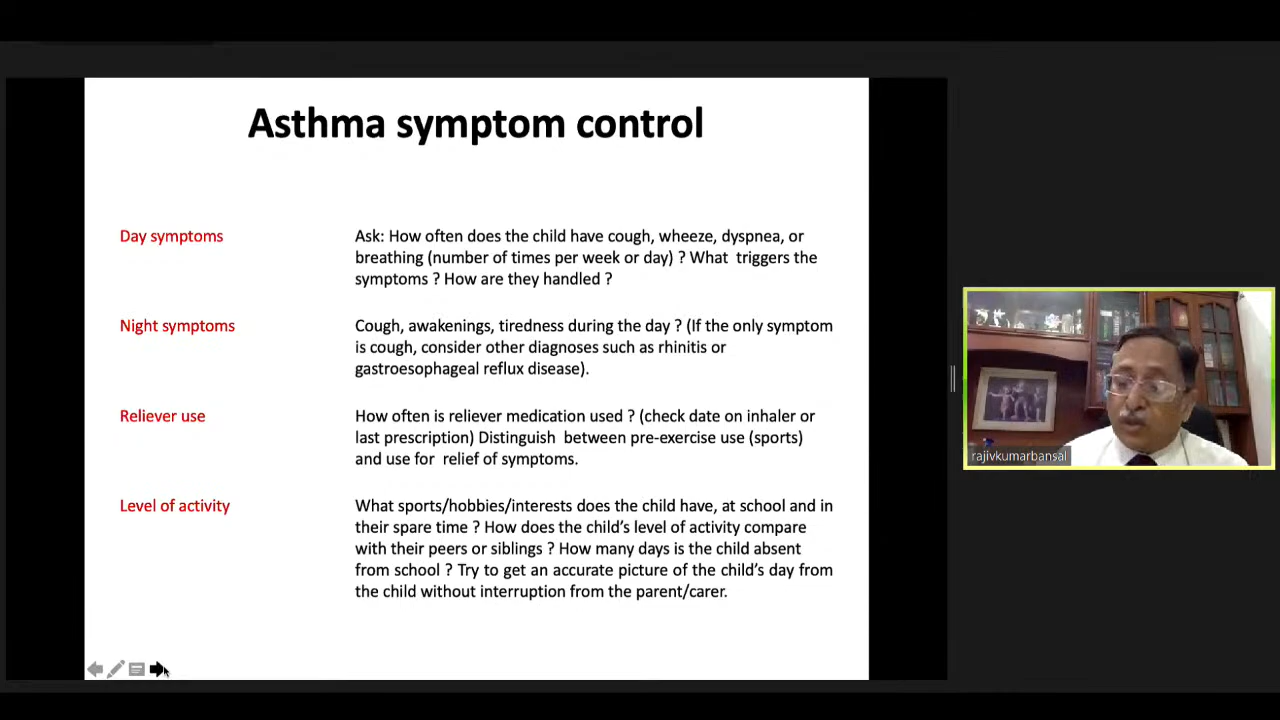 Asthma symptom control
Day symptoms
Ask: How often does the child have cough, wheeze, dyspnea, or
breathing (number of times per week or day) ? What  triggers the
symptoms ? How are they handled ?
Night symptoms
Cough, awakenings, tiredness during the day ? (If the only symptom
is cough, consider other diagnoses such as rhinitis or
gastroesophageal reflux disease).
Reliever use
How often is reliever medication used ? (check date on inhaler or
last prescription) Distinguish  between pre-exercise use (sports)
and use for  relief of symptoms.
Level of activity
What sports/hobbies/interests does the child have, at school and in
their spare time ? How does the child’s level of activity compare
with their peers or siblings ? How many days is the child absent
from school ? Try to get an accurate picture of the child’s day from
the child without interruption from the parent/carer.
rajivkumarbansal